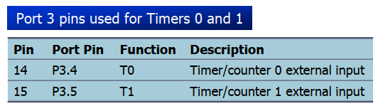 Port 3 pins used for Timers 0 and 1
Pin Port Pin Function Description
14 P3.4 T0 Timer/counter 0 external input
15 P3.5 T1 Timer/counter 1 external input